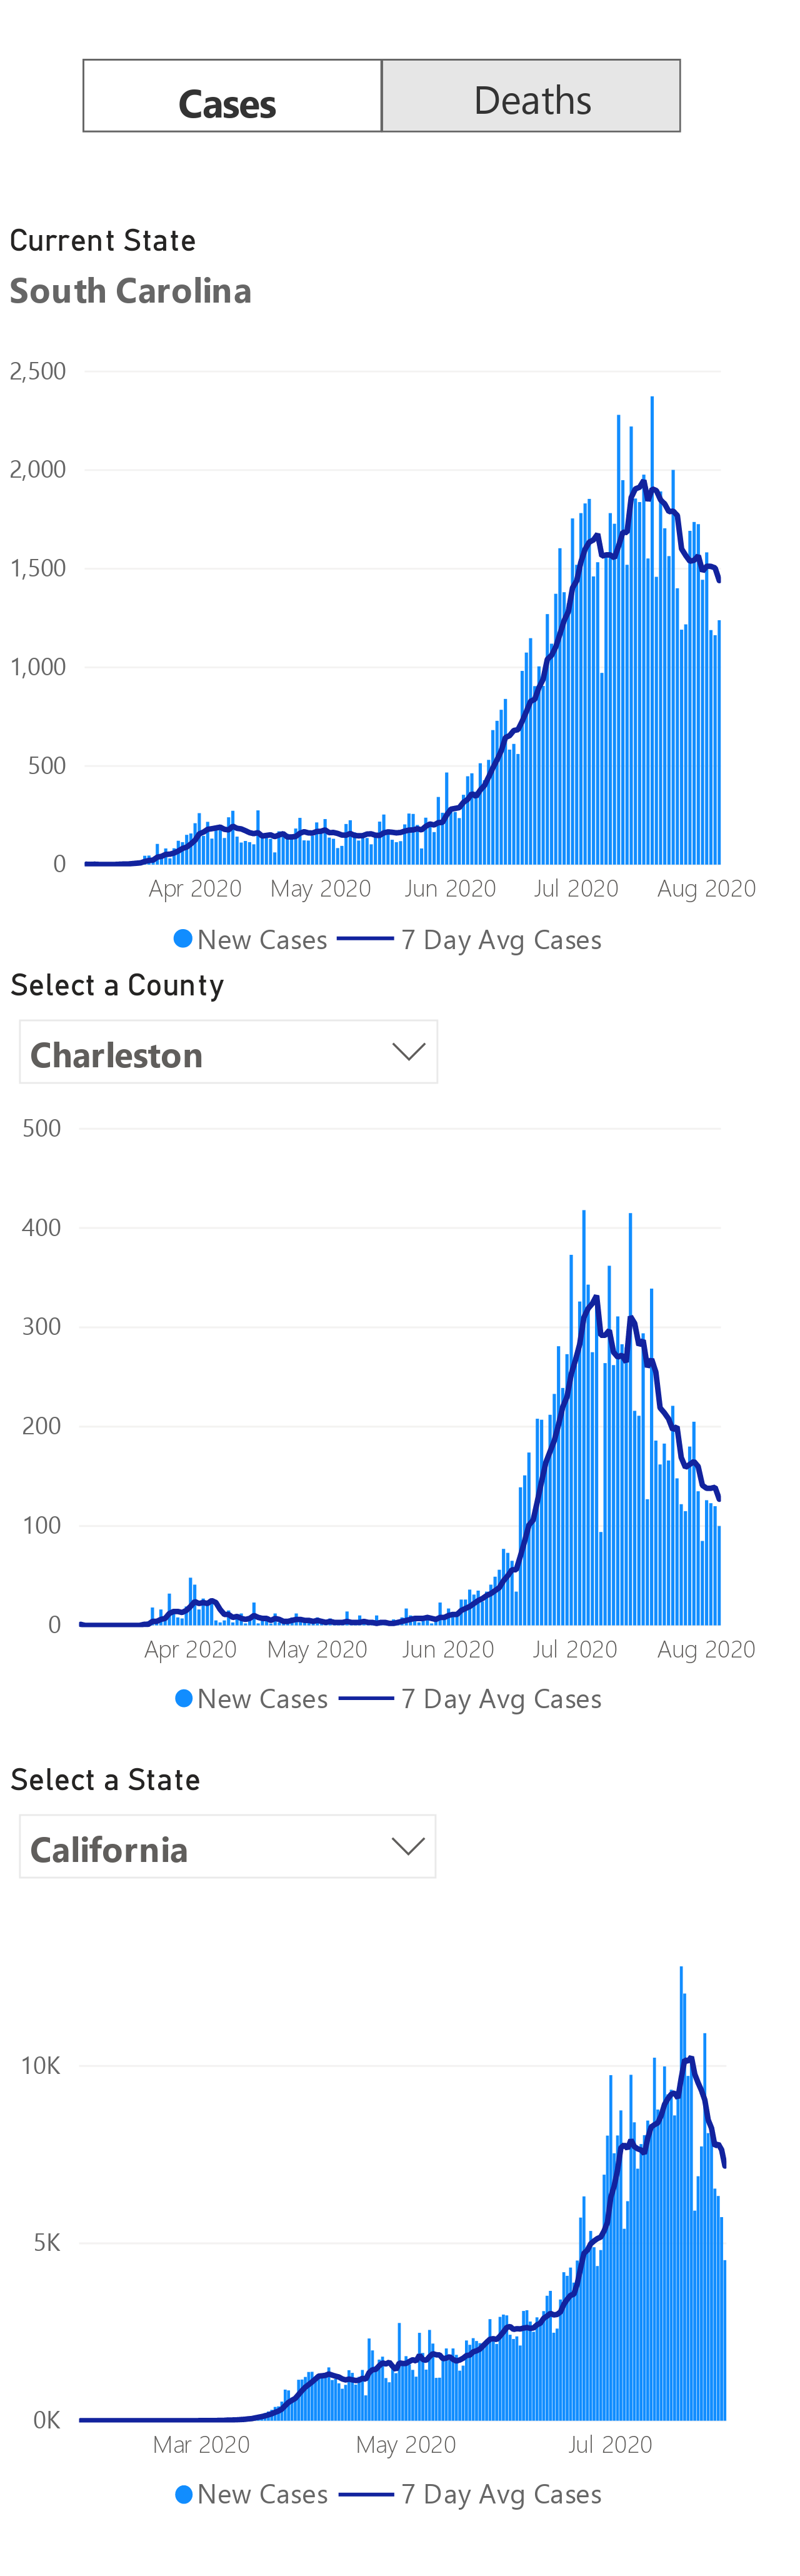 Cases Deaths
Current State
South Carolina
2,500
2,000
1,500
1,000
500
0
Apr 2020 May 2020 Jun 2020 Jul 2020 Aug 2020
New Cases 7 Day Avg Cases
Select a County
Charleston
500
400
300
200
100
0
Apr 2020 May 2020 Jun 2020 Jul 2020 Aug 2020
New Cases 7 Day Avg Cases
Select a State
California
10K
5K
0K
Mar 2020 May 2020 Jul 2020
New Cases 7 Day Avg Cases